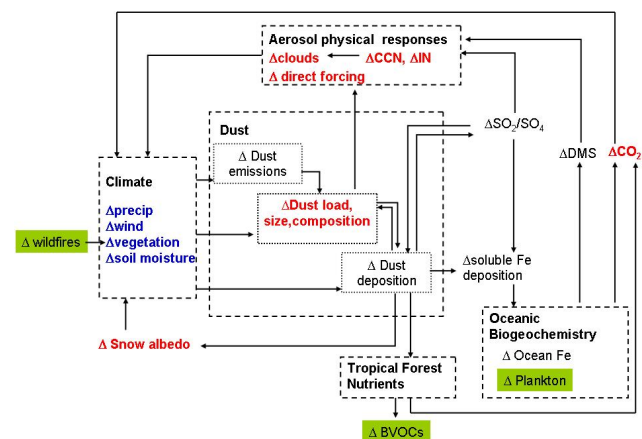 Aerosol physical responses
Δclouds
ΔCCN, ΔIN
Δ direct forcing
Dust
Δ Dust
emissions
ΔDust load,
size,composition
Δ Dust
deposition
ΔSO₂/SO₄
ΔDMS
ΔCO₂
Climate
Δprecip
Δwind
Δvegetation
Δsoil moisture
Δ wildfires
Δsoluble Fe
deposition
Oceanic
Biogeochemistry
Δ Ocean Fe
Δ Plankton
Δ Snow albedo
Tropical Forest
Nutrients
Δ BVOCs